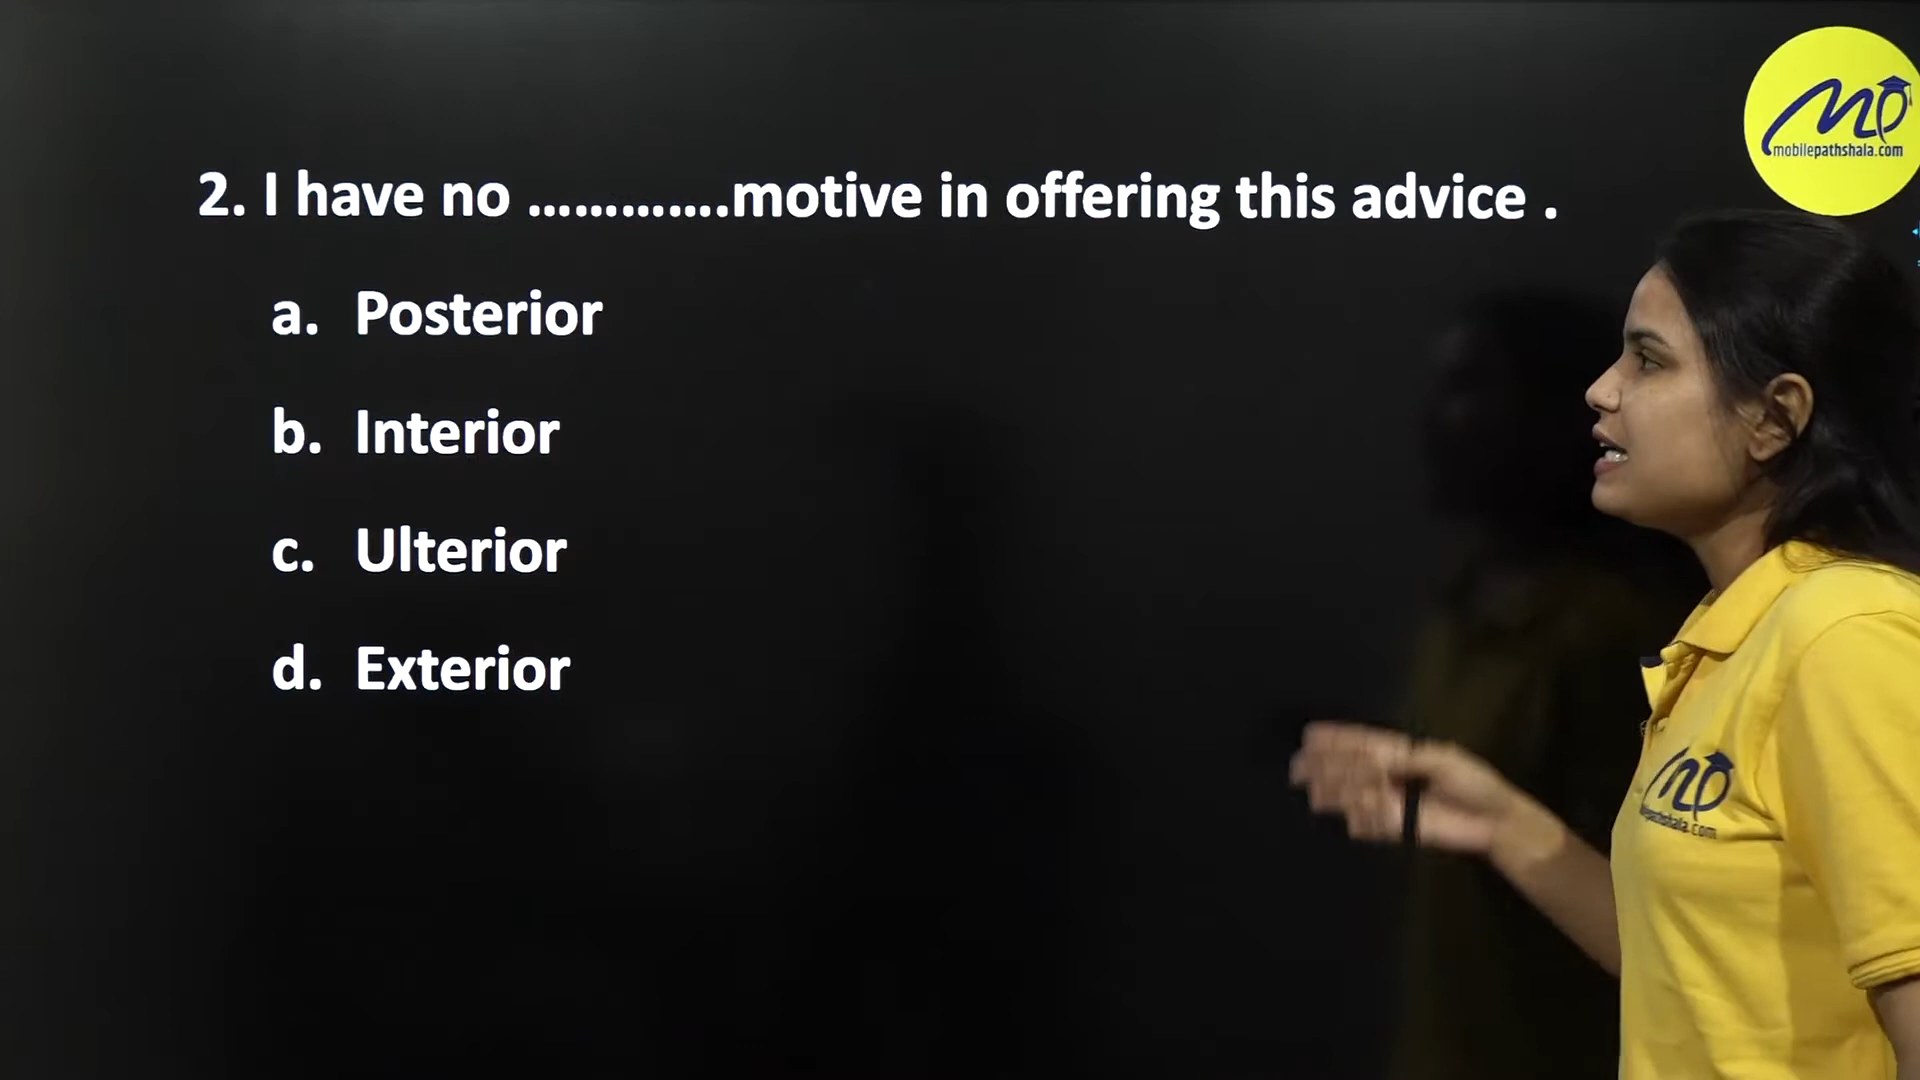 mobilepathshala.com
2. I have no .............motive in offering this advice .
a. Posterior
b. Interior
c. Ulterior
d. Exterior